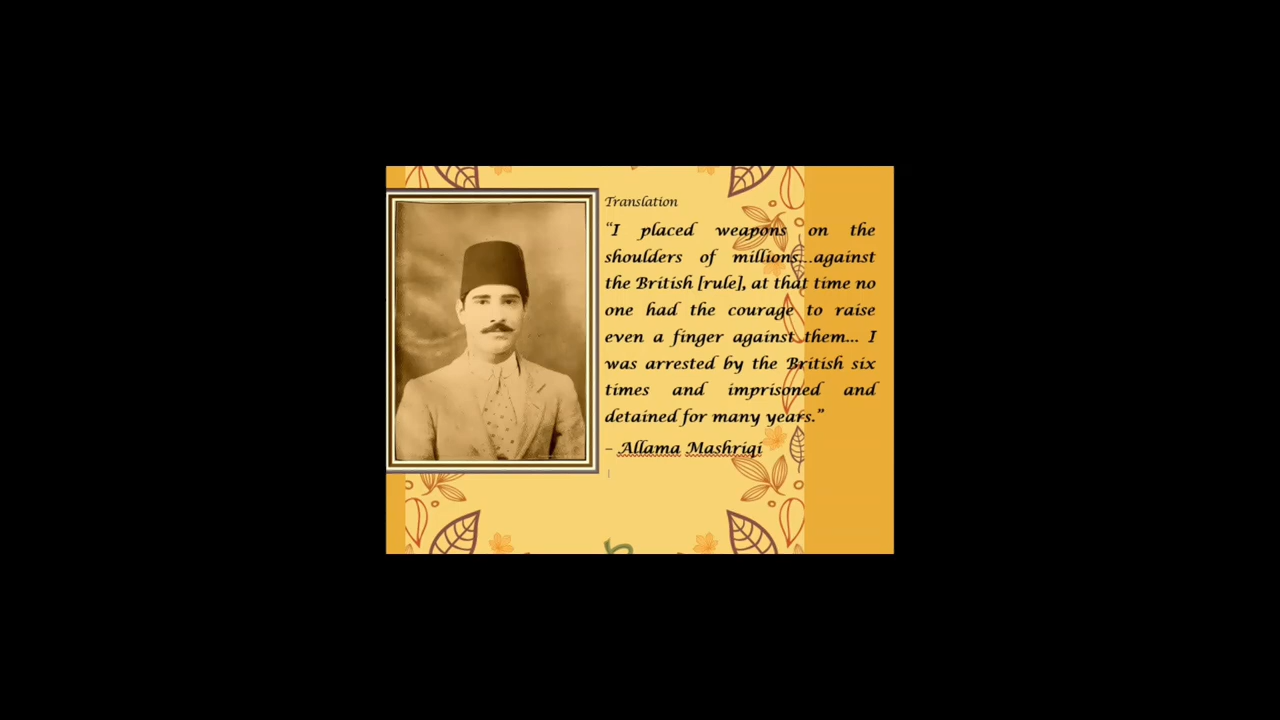 Translation
“I placed weapons on the
shoulders of millions...against
the British [rule], at that time no
one had the courage to raise
even a finger against them... I
was arrested by the British six
times and imprisoned and
detained for many years.”
– Allama Mashriqi